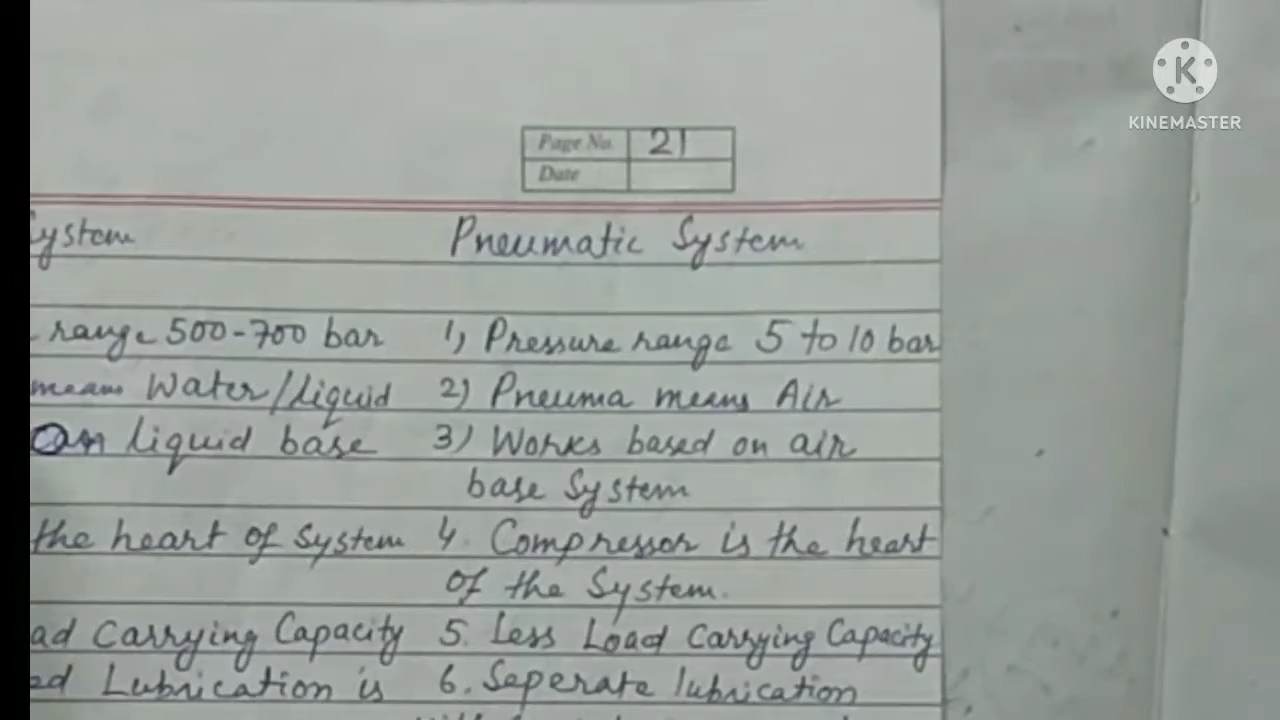 KINEMASTER
Page No. 21
Date
System Pneumatic System
range 500-700 bar 1) Pressure range 5 to 10 bar
means Water/liquid 2) Pneuma means Air
On liquid base 3) Works based on air
base System
the heart of System 4. Compressor is the heart
of the System.
ad Carrying Capacity 5. Less Load Carrying Capacity
ed Lubrication is 6. Seperate lubrication